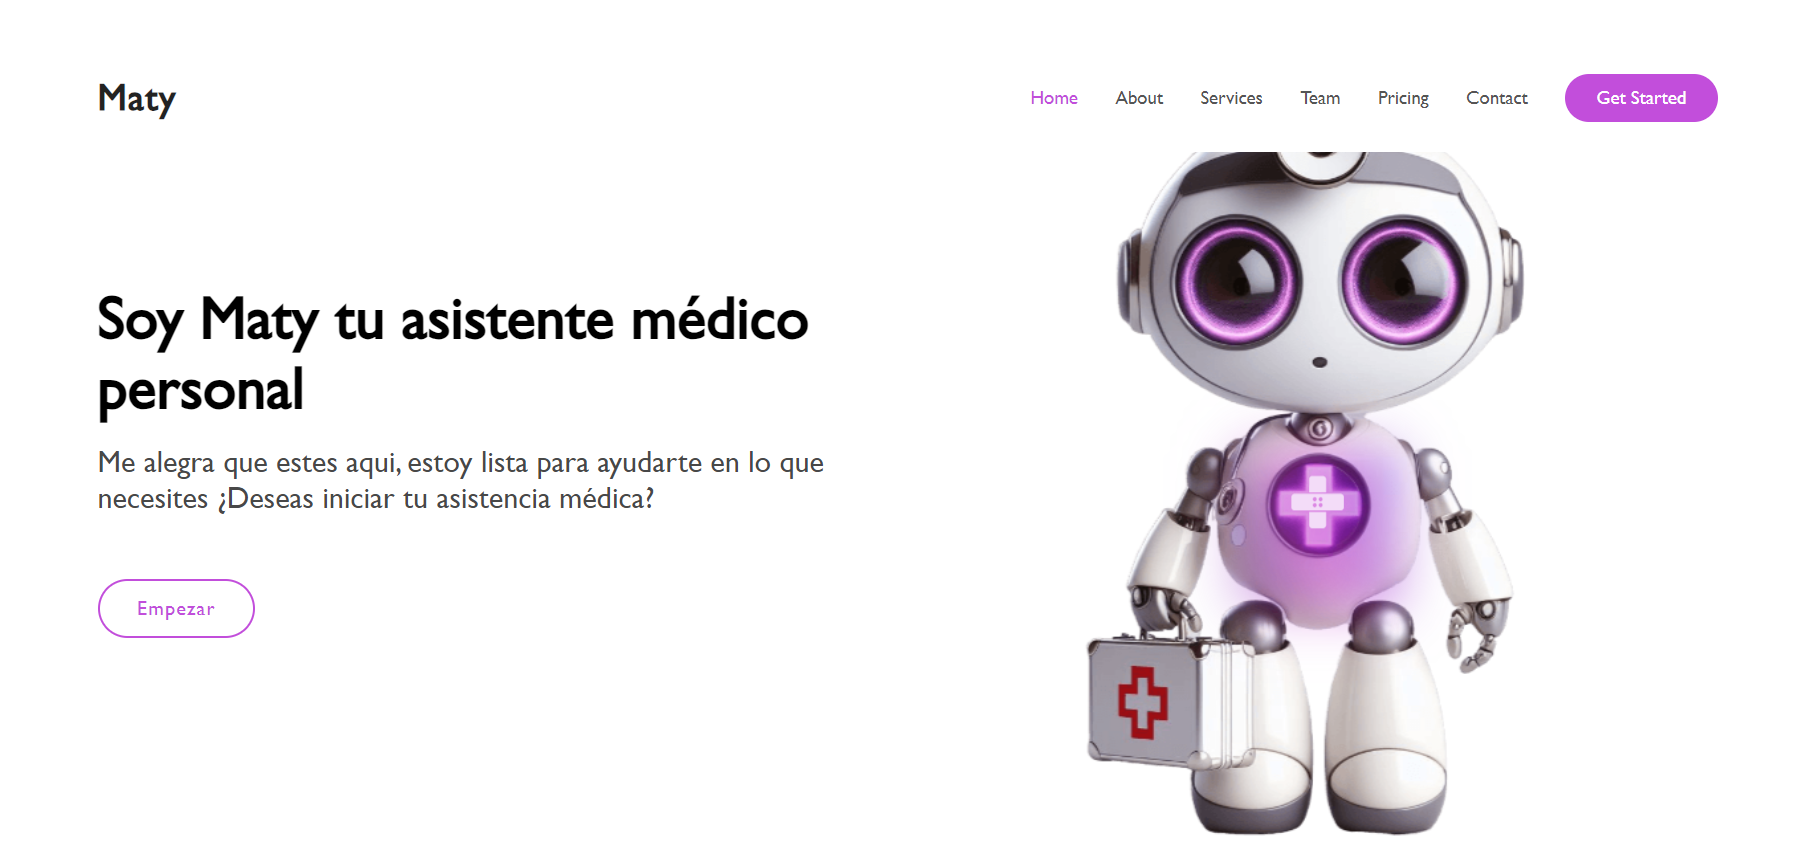 Maty
Home About Services Team Pricing Contact Get Started
Soy Maty tu asistente médico
personal
Me alegra que estes aqui, estoy lista para ayudarte en lo que
necesites ¿Deseas iniciar tu asistencia médica?
Empezar